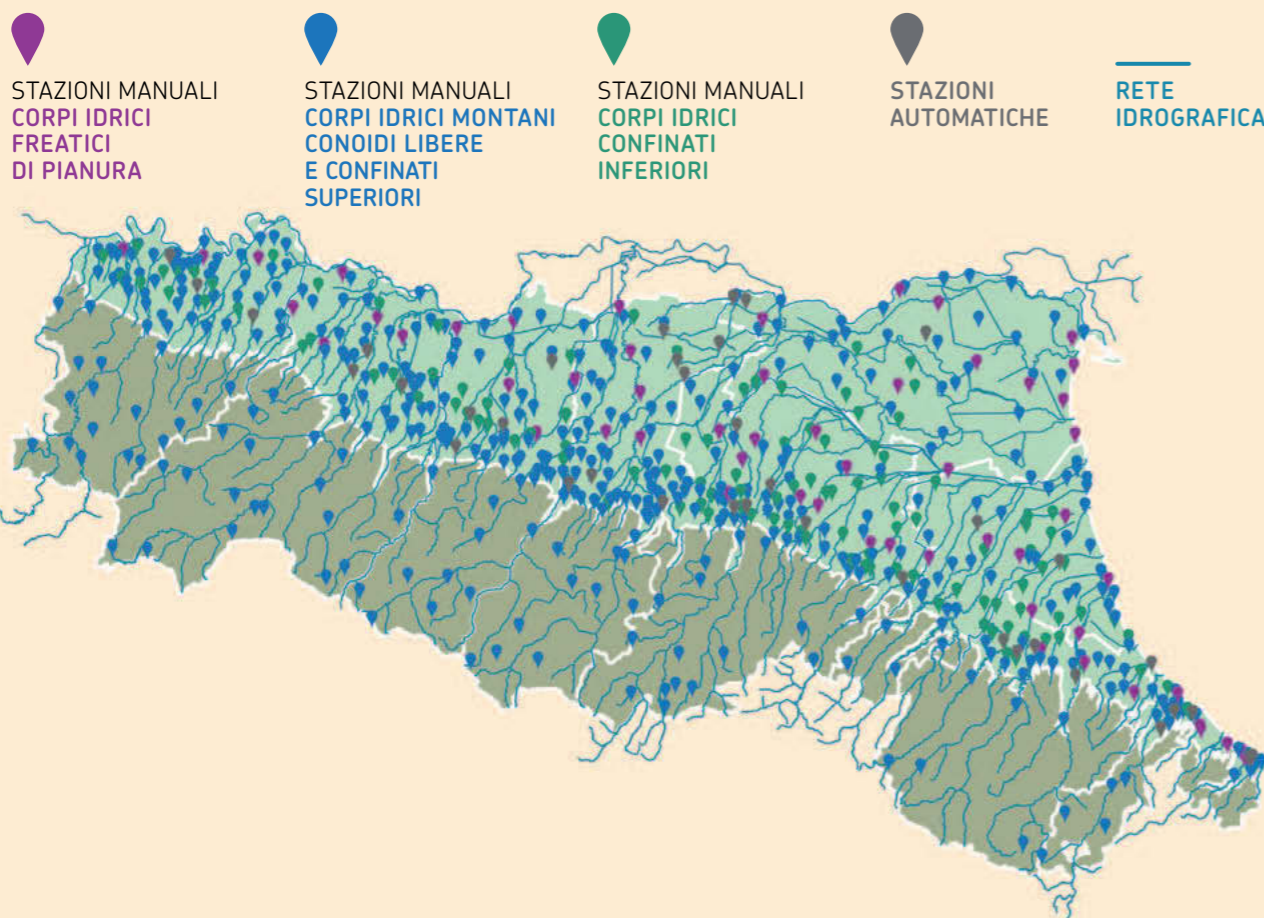 STAZIONI MANUALI
CORPI IDRICI
FREATICI
DI PIANURA
STAZIONI MANUALI
CORPI IDRICI MONTANI
CONOIDI LIBERE
E CONFINATI
SUPERIORI
STAZIONI MANUALI
CORPI IDRICI
CONFINATI
INFERIORI
STAZIONI
AUTOMATICHE
RETE
IDROGRAFICA